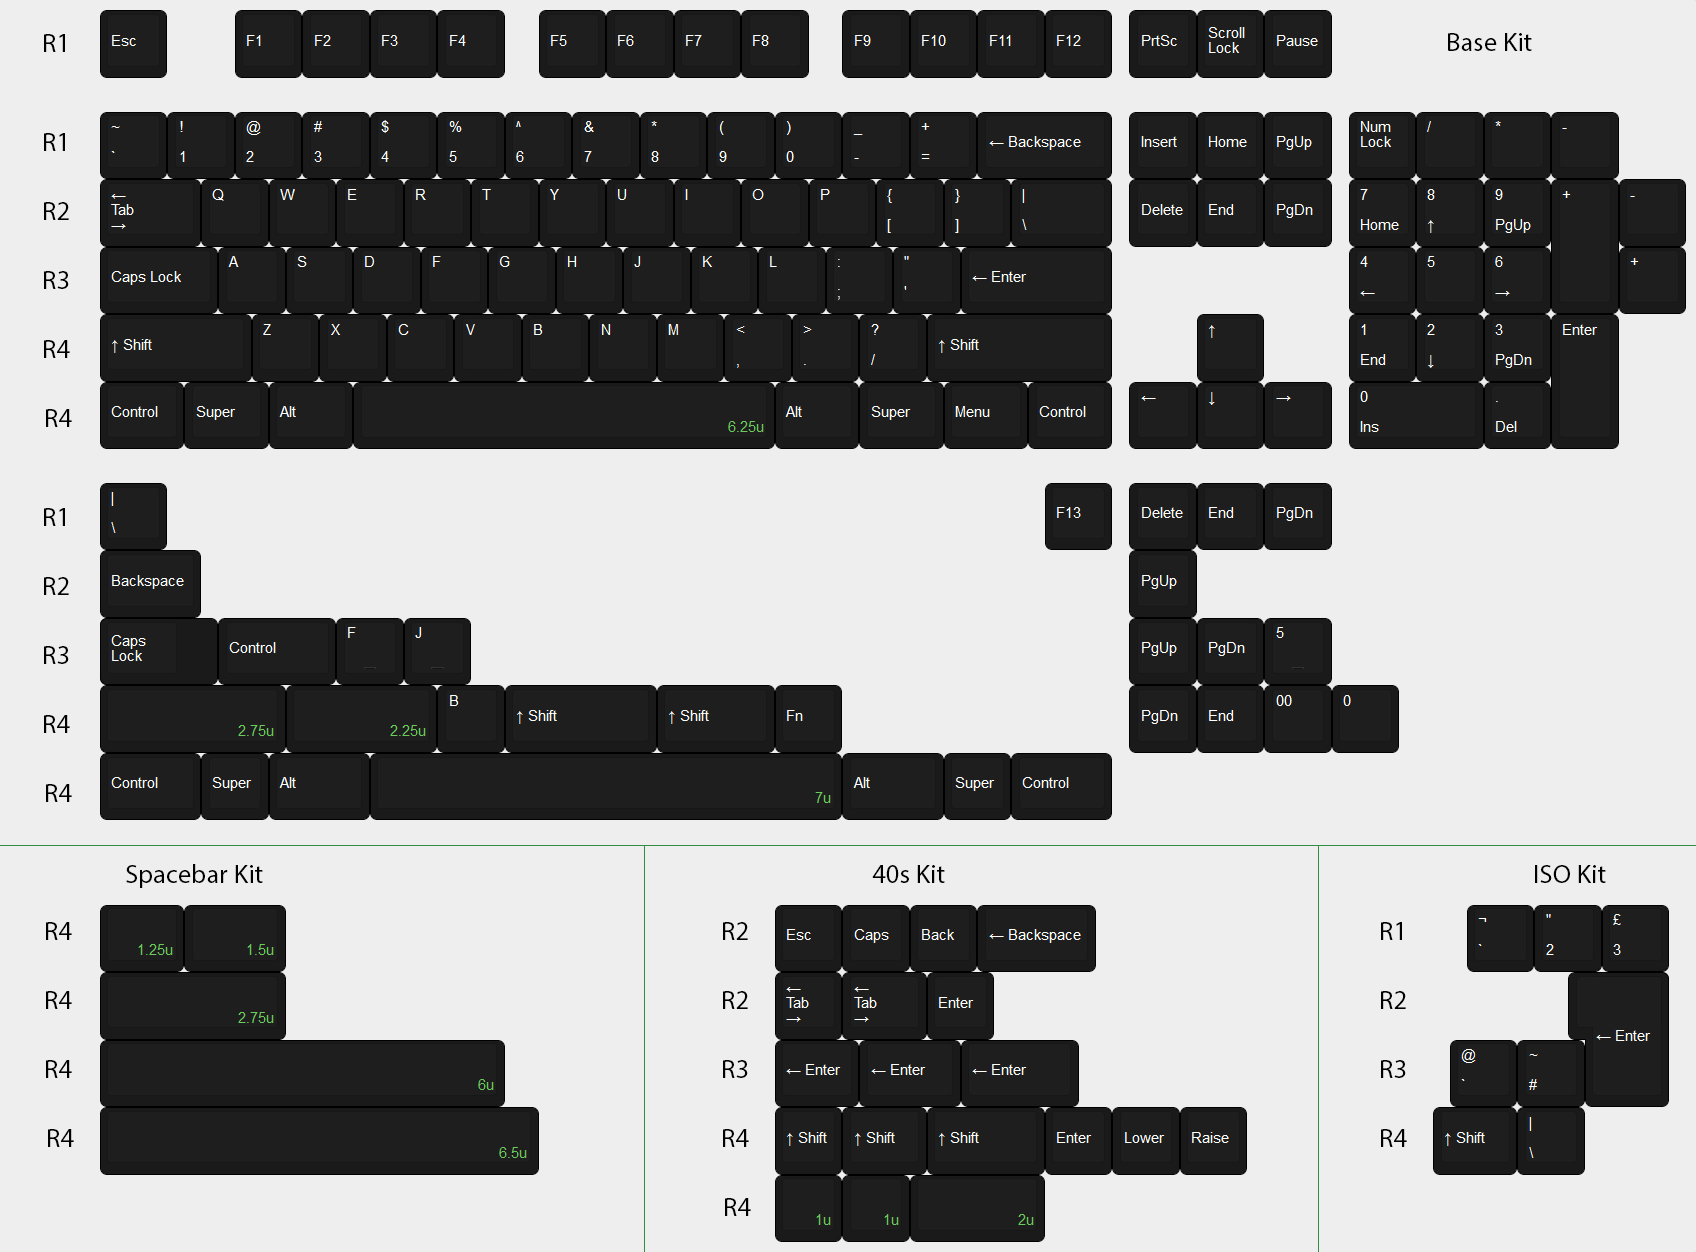 R1 Esc F1 F2 F3 F4 F5 F6 F7 F8 F9 F10 F11 F12 PrtSc Scroll Lock Pause Base Kit
R1 ~ ` ! 1 @ 2 # 3 $ 4 % 5 ^ 6 & 7 * 8 ( 9 ) 0 _ - + = ← Backspace Insert Home PgUp Num Lock / * -
R2 ← Tab → Q W E R T Y U I O P { [ } ] | \ Delete End PgDn 7 Home 8 ↑ 9 PgUp + -
R3 Caps Lock A S D F G H J K L : ; " ' ← Enter 4 ← 5 6 → +
R4 ↑ Shift Z X C V B N M < , > . ? / ↑ Shift ↑ 1 End 2 ↓ 3 PgDn Enter
R4 Control Super Alt 6.25u Alt Super Menu Control ← ↓ → 0 Ins . Del
R1 | \ F13 Delete End PgDn
R2 Backspace PgUp
R3 Caps Lock Control F J PgUp PgDn 5
R4 2.75u 2.25u B ↑ Shift ↑ Shift Fn PgDn End 00 0
R4 Control Super Alt 7u Alt Super Control
Spacebar Kit
R4 1.25u 1.5u
R4 2.75u
R4 6u
R4 6.5u
40s Kit
R2 Esc Caps Back ← Backspace
R2 ← Tab → ← Tab → Enter
R3 ← Enter ← Enter ← Enter
R4 ↑ Shift ↑ Shift ↑ Shift Enter Lower Raise
R4 1u 1u 2u
ISO Kit
R1 ¬ ` " 2 £ 3
R2 ← Enter
R3 @ ` ~ #
R4 ↑ Shift | \